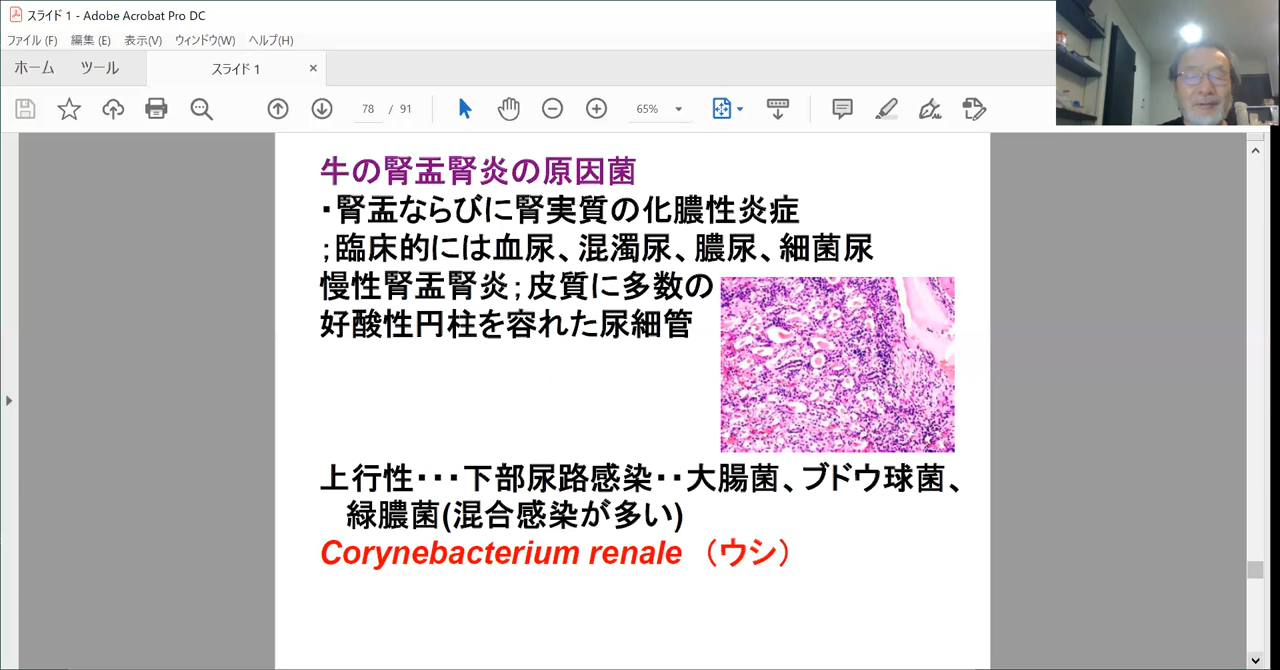 スライド 1 - Adobe Acrobat Pro DC
ファイル (F) 編集 (E) 表示(V) ウィンドウ(W) ヘルプ(H)
ホーム ツール スライド 1 ×
78 / 91 65%
牛の腎盂腎炎の原因菌
・腎盂ならびに腎実質の化膿性炎症
;臨床的には血尿、混濁尿、膿尿、細菌尿
慢性腎盂腎炎;皮質に多数の
好酸性円柱を容れた尿細管
上行性・・・下部尿路感染・・大腸菌、ブドウ球菌、
緑膿菌(混合感染が多い)
Corynebacterium renale （ウシ）